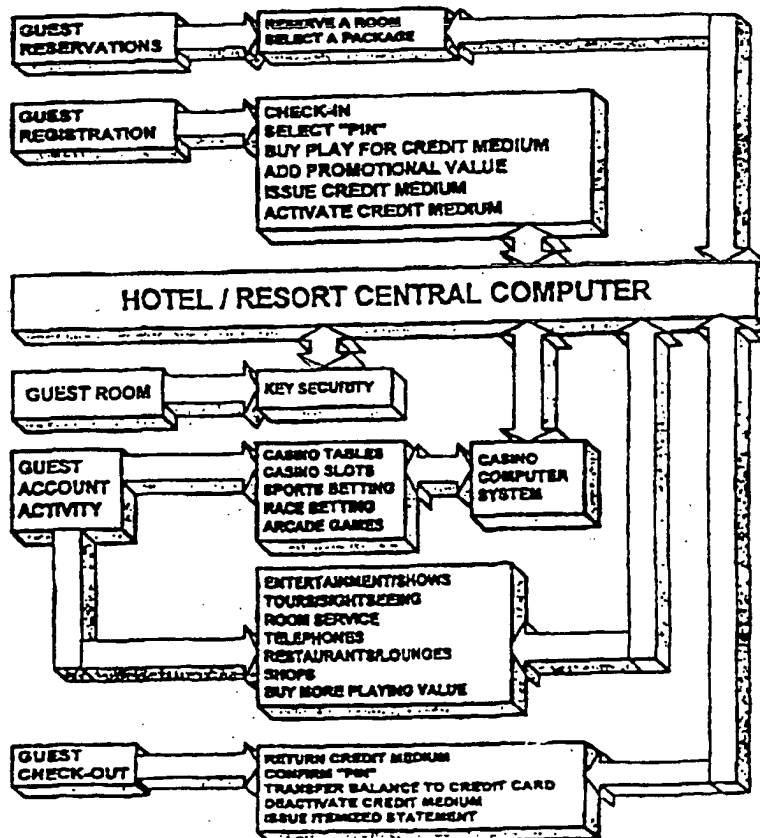 GUEST
RESERVATIONS
RESERVE A ROOM
SELECT A PACKAGE
GUEST
REGISTRATION
CHECK-IN
SELECT "PIN"
BUY PLAY FOR CREDIT MEDIUM
ADD PROMOTIONAL VALUE
ISSUE CREDIT MEDIUM
ACTIVATE CREDIT MEDIUM
HOTEL / RESORT CENTRAL COMPUTER
GUEST ROOM
KEY SECURITY
GUEST
ACCOUNT
ACTIVITY
CASINO TABLES
CASINO SLOTS
SPORTS BETTING
RACE BETTING
ARCADE GAMES
CASINO
COMPUTER
SYSTEM
ENTERTAINMENT/SHOWS
TOURS/SIGHTSEEING
ROOM SERVICE
TELEPHONES
RESTAURANTS/LOUNGES
SHOPS
BUY MORE PLAYING VALUE
GUEST
CHECK-OUT
RETURN CREDIT MEDIUM
CONFIRM "PIN"
TRANSFER BALANCE TO CREDIT CARD
DEACTIVATE CREDIT MEDIUM
ISSUE ITEMIZED STATEMENT